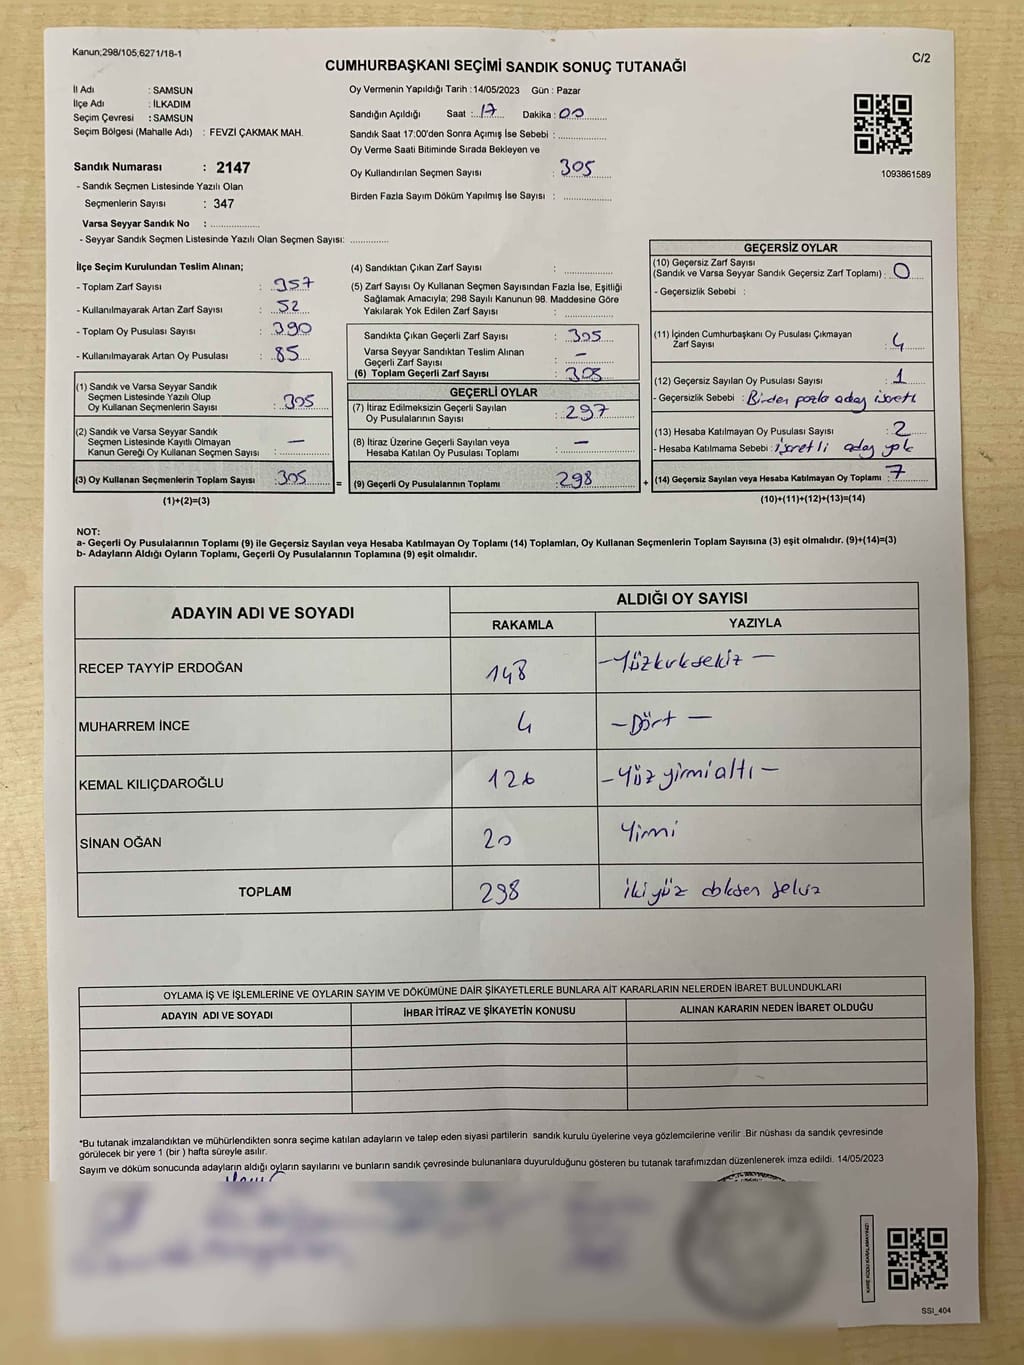 Kanun;298/105;6271/18-1
C/2
CUMHURBAŞKANI SEÇİMİ SANDIK SONUÇ TUTANAĞI
İl Adı : SAMSUN
İlçe Adı : İLKADIM
Seçim Çevresi : SAMSUN
Seçim Bölgesi (Mahalle Adı) : FEVZİ ÇAKMAK MAH.
Sandık Numarası : 2147
- Sandık Seçmen Listesinde Yazılı Olan
Seçmenlerin Sayısı : 347
Varsa Seyyar Sandık No : ..................
- Seyyar Sandık Seçmen Listesinde Yazılı Olan Seçmen Sayısı: ..............
Oy Vermenin Yapıldığı Tarih :14/05/2023 Gün : Pazar
Sandığın Açıldığı Saat : 17 Dakika : 00
Sandık Saat 17:00'den Sonra Açımış İse Sebebi : ..................
Oy Verme Saati Bitiminde Sırada Bekleyen ve
Oy Kullandırılan Seçmen Sayısı : 305
Birden Fazla Sayım Döküm Yapılmış İse Sayısı : ..................
1093861589
İlçe Seçim Kurulundan Teslim Alınan;
- Toplam Zarf Sayısı : 357
- Kullanılmayarak Artan Zarf Sayısı : 52
- Toplam Oy Pusulası Sayısı : 390
- Kullanılmayarak Artan Oy Pusulası : 85
(1) Sandık ve Varsa Seyyar Sandık
Seçmen Listesinde Yazılı Olup
Oy Kullanan Seçmenlerin Sayısı : 305
(2) Sandık ve Varsa Seyyar Sandık
Seçmen Listesinde Kayıtlı Olmayan
Kanun Gereği Oy Kullanan Seçmen Sayısı : —
(3) Oy Kullanan Seçmenlerin Toplam Sayısı : 305
(1)+(2)=(3)
=
(4) Sandıktan Çıkan Zarf Sayısı : ..................
(5) Zarf Sayısı Oy Kullanan Seçmen Sayısından Fazla İse, Eşitliği
Sağlamak Amacıyla; 298 Sayılı Kanunun 98. Maddesine Göre
Yakılarak Yok Edilen Zarf Sayısı : ..................
Sandıkta Çıkan Geçerli Zarf Sayısı : 305
Varsa Seyyar Sandıktan Teslim Alınan
Geçerli Zarf Sayısı : —
(6) Toplam Geçerli Zarf Sayısı : 305
GEÇERLİ OYLAR
(7) İtiraz Edilmeksizin Geçerli Sayılan
Oy Pusulalarının Sayısı : 297
(8) İtiraz Üzerine Geçerli Sayılan veya
Hesaba Katılan Oy Pusulası Toplamı : —
(9) Geçerli Oy Pusulalarının Toplamı : 298
+
GEÇERSİZ OYLAR
(10) Geçersiz Zarf Sayısı
(Sandık ve Varsa Seyyar Sandık Geçersiz Zarf Toplamı) : 0
- Geçersizlik Sebebi :
(11) İçinden Cumhurbaşkanı Oy Pusulası Çıkmayan
Zarf Sayısı : 4
(12) Geçersiz Sayılan Oy Pusulası Sayısı : 1
- Geçersizlik Sebebi : Birden fazla aday işareti
(13) Hesaba Katılmayan Oy Pusulası Sayısı : 2
- Hesaba Katılmama Sebebi : işaretli aday yok
(14) Geçersiz Sayılan veya Hesaba Katılmayan Oy Toplamı : 7
(10)+(11)+(12)+(13)=(14)
NOT:
a- Geçerli Oy Pusulalarının Toplamı (9) ile Geçersiz Sayılan veya Hesaba Katılmayan Oy Toplamı (14) Toplamları, Oy Kullanan Seçmenlerin Toplam Sayısına (3) eşit olmalıdır. (9)+(14)=(3)
b- Adayların Aldığı Oyların Toplamı, Geçerli Oy Pusulalarının Toplamına (9) eşit olmalıdır.
ADAYIN ADI VE SOYADI
ALDIĞI OY SAYISI
RAKAMLA YAZIYLA
RECEP TAYYİP ERDOĞAN 148 — Yüzkırksekiz —
MUHARREM İNCE 4 — Dört —
KEMAL KILIÇDAROĞLU 126 — Yüz yirmialtı —
SİNAN OĞAN 20 Yirmi
TOPLAM 298 ikiyüz doksan sekiz
OYLAMA İŞ VE İŞLEMLERİNE VE OYLARIN SAYIM VE DÖKÜMÜNE DAİR ŞİKAYETLERLE BUNLARA AİT KARARLARIN NELERDEN İBARET BULUNDUKLARI
ADAYIN ADI VE SOYADI İHBAR İTİRAZ VE ŞİKAYETİN KONUSU ALINAN KARARIN NEDEN İBARET OLDUĞU
*Bu tutanak imzalandıktan ve mühürlendikten sonra seçime katılan adayların ve talep eden siyasi partilerin sandık kurulu üyelerine veya gözlemcilerine verilir .Bir nüshası da sandık çevresinde
görülecek bir yere 1 (bir ) hafta süreyle asılır.
Sayım ve döküm sonucunda adayların aldığı oyların sayılarını ve bunların sandık çevresinde bulunanlara duyurulduğunu gösteren bu tutanak tarafımızdan düzenlenerek imza edildi. 14/05/2023
KARE KODU KARALAMAYINIZ!
SSI_404